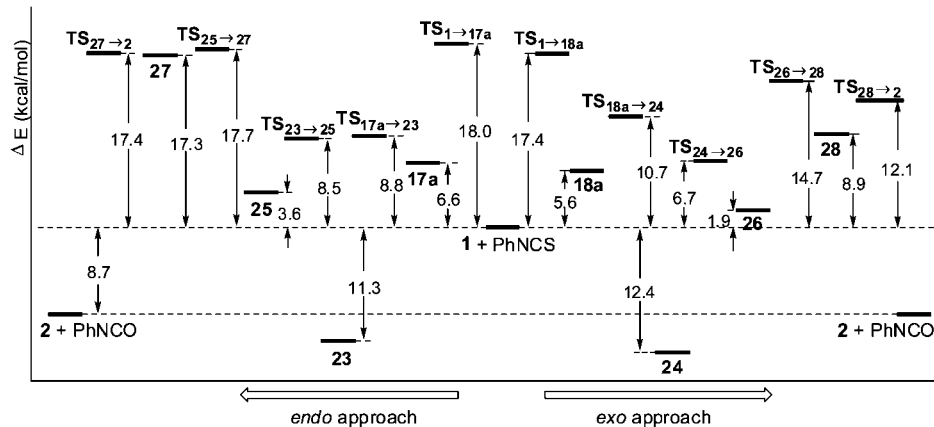 Δ E (kcal/mol)
TS27→2
27
TS25→27
TS1→17a
TS1→18a
TS26→28
TS28→2
TS23→25
TS17a→23
TS18a→24
TS24→26
28
17a
18a
25
26
17.4
17.3
17.7
8.5
8.8
6.6
18.0
17.4
5.6
10.7
6.7
14.7
8.9
12.1
3.6
1.9
1 + PhNCS
8.7
11.3
12.4
2 + PhNCO
2 + PhNCO
23
24
endo approach
exo approach